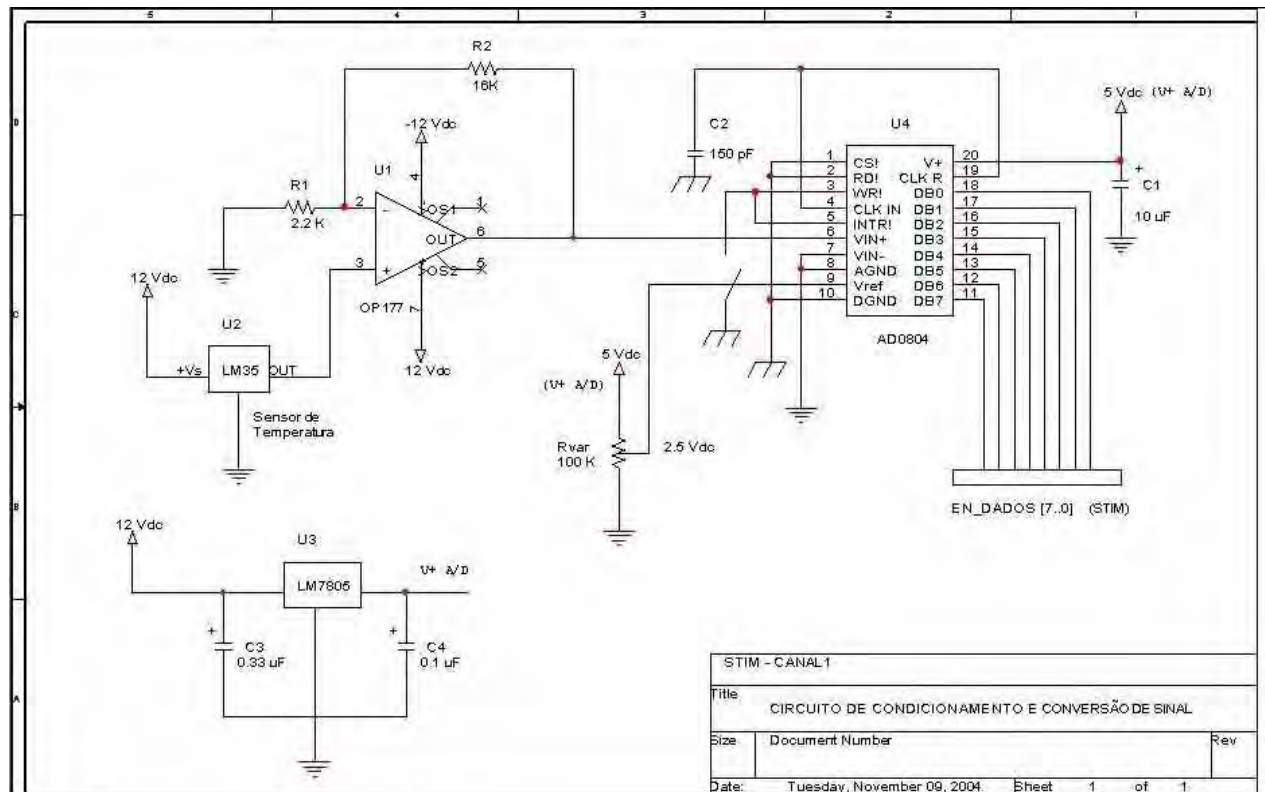 5 4 3 2 1
D
C
B
A
R2
16K
-12 Vdc
4
U1
R1
2.2 K
2
-
OS1
1
OUT
6
3
+
OS2
5
OP177
7
12 Vdc
12 Vdc
U2
+Vs
LM35
OUT
Sensor de
Temperatura
C2
150 pF
U4
1 CS! V+ 20
2 RD! CLK R 19
3 WR! DB0 18
4 CLK IN DB1 17
5 INTR! DB2 16
6 VIN+ DB3 15
7 VIN- DB4 14
8 AGND DB5 13
9 Vref DB6 12
10 DGND DB7 11
AD0804
5 Vdc (V+ A/D)
+
C1
10 uF
5 Vdc
(V+ A/D)
Rvar
100 K
2.5 Vdc
EN_DADOS [7..0] (STIM)
12 Vdc
U3
LM7805
V+ A/D
+
C3
0.33 uF
+
C4
0.1 uF
STIM - CANAL1
Title
CIRCUITO DE CONDICIONAMENTO E CONVERSÃO DE SINAL
Size Document Number Rev
Date: Tuesday, November 09, 2004 Sheet 1 of 1